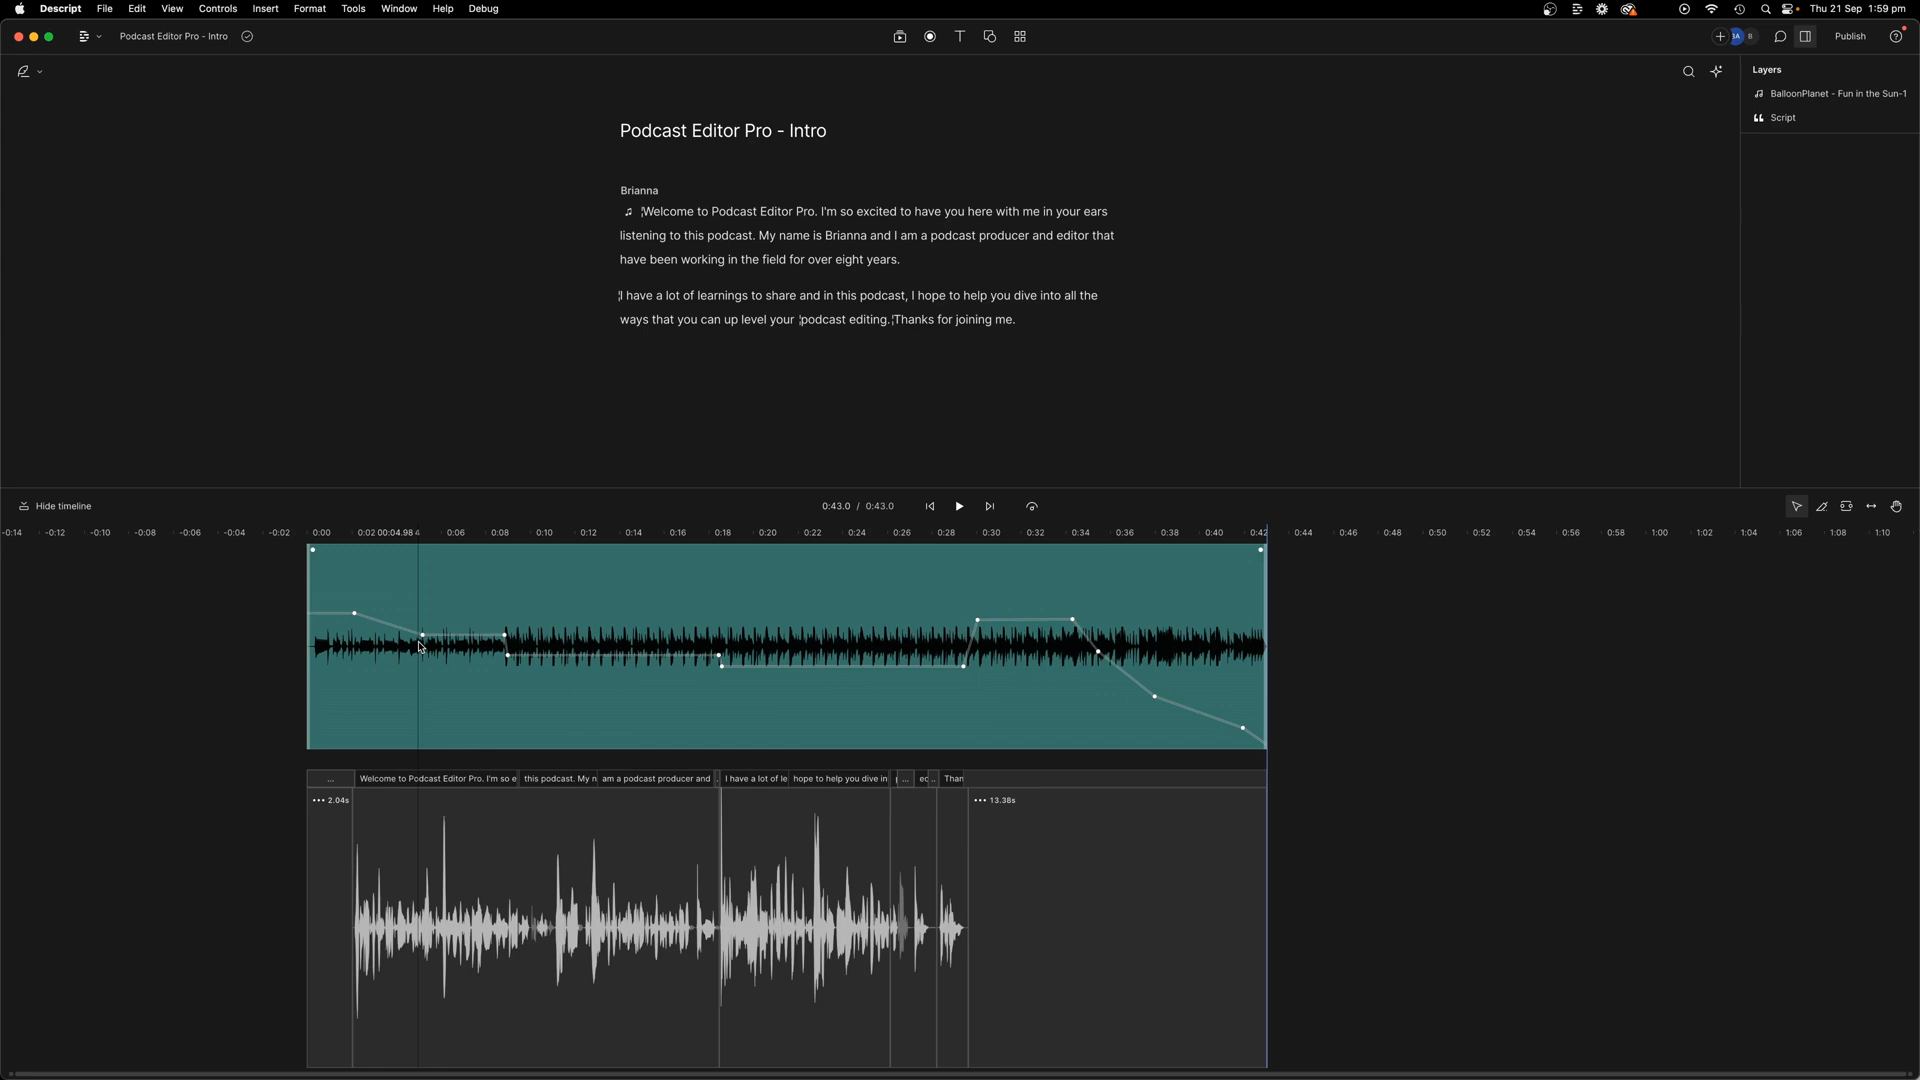 Descript File Edit View Controls Insert Format Tools Window Help Debug Thu 21 Sep 1:59 pm
Podcast Editor Pro - Intro BA B Publish
Layers
BalloonPlanet - Fun in the Sun-1
Script
Podcast Editor Pro - Intro
Brianna
Welcome to Podcast Editor Pro. I'm so excited to have you here with me in your ears
listening to this podcast. My name is Brianna and I am a podcast producer and editor that
have been working in the field for over eight years.
I have a lot of learnings to share and in this podcast, I hope to help you dive into all the
ways that you can up level your podcast editing. Thanks for joining me.
Hide timeline 0:43.0 / 0:43.0
-0:14 -0:12 -0:10 -0:08 -0:06 -0:04 -0:02 0:00 0:02 00:04.98 4 0:06 0:08 0:10 0:12 0:14 0:16 0:18 0:20 0:22 0:24 0:26 0:28 0:30 0:32 0:34 0:36 0:38 0:40 0:42 0:44 0:46 0:48 0:50 0:52 0:54 0:56 0:58 1:00 1:02 1:04 1:06 1:08 1:10
... Welcome to Podcast Editor Pro. I'm so e this podcast. My n am a podcast producer and . I have a lot of le hope to help you dive in ... ec .. Than
••• 2.04s ••• 13.38s